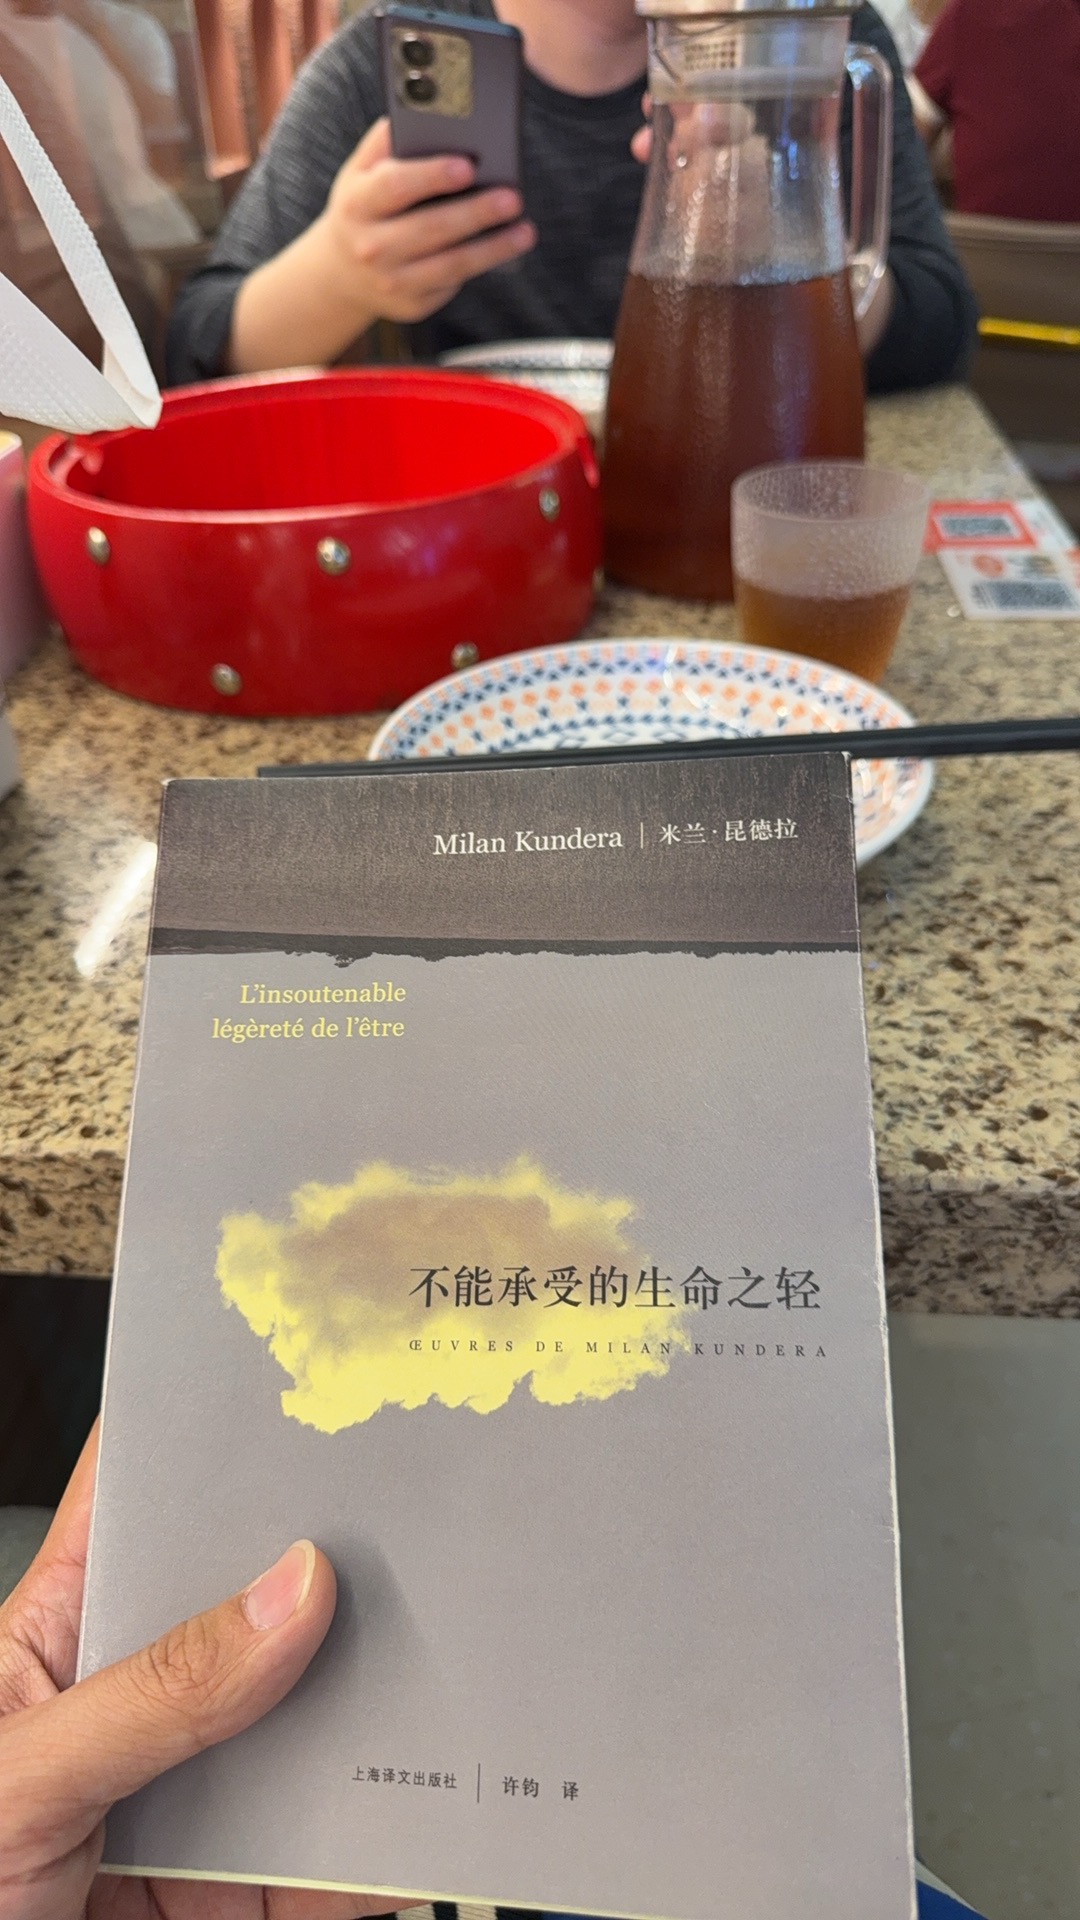 Milan Kundera | 米兰·昆德拉
L'insoutenable
légèreté de l'être
不能承受的生命之轻
ŒUVRES DE MILAN KUNDERA
上海译文出版社 | 许钧 译